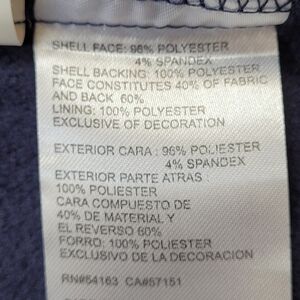 SHELL FACE: 96% POLYESTER
4% SPANDEX
SHELL BACKING: 100% POLYESTER
FACE CONSTITUTES 40% OF FABRIC
AND BACK 60%
LINING: 100% POLYESTER
EXCLUSIVE OF DECORATION
EXTERIOR CARA : 96% POLIESTER
4% SPANDEX
EXTERIOR PARTE ATRAS :
100% POLIESTER
CARA COMPUESTO DE
40% DE MATERIAL Y
EL REVERSO 60%
FORRO: 100% POLIESTER
EXCLUSIVO DE LA DECORACION
RN#54163 CA#57151